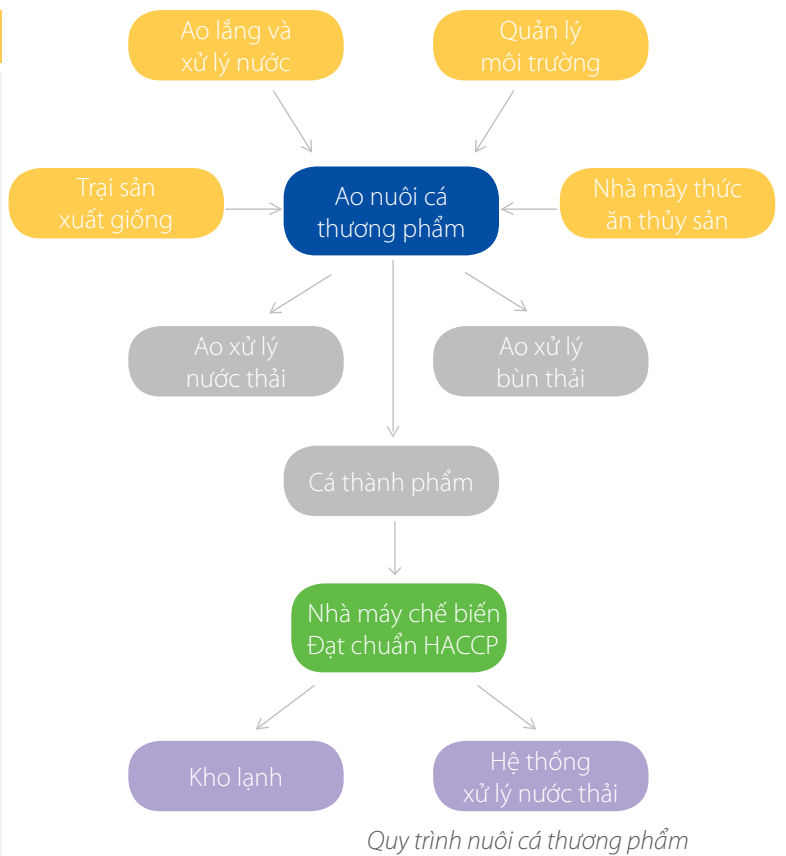 Ao lắng và
xử lý nước
Quản lý
môi trường
Trại sản
xuất giống
Ao nuôi cá
thương phẩm
Nhà máy thức
ăn thủy sản
Ao xử lý
nước thải
Ao xử lý
bùn thải
Cá thành phẩm
Nhà máy chế biến
Đạt chuẩn HACCP
Kho lạnh
Hệ thống
xử lý nước thải
Quy trình nuôi cá thương phẩm